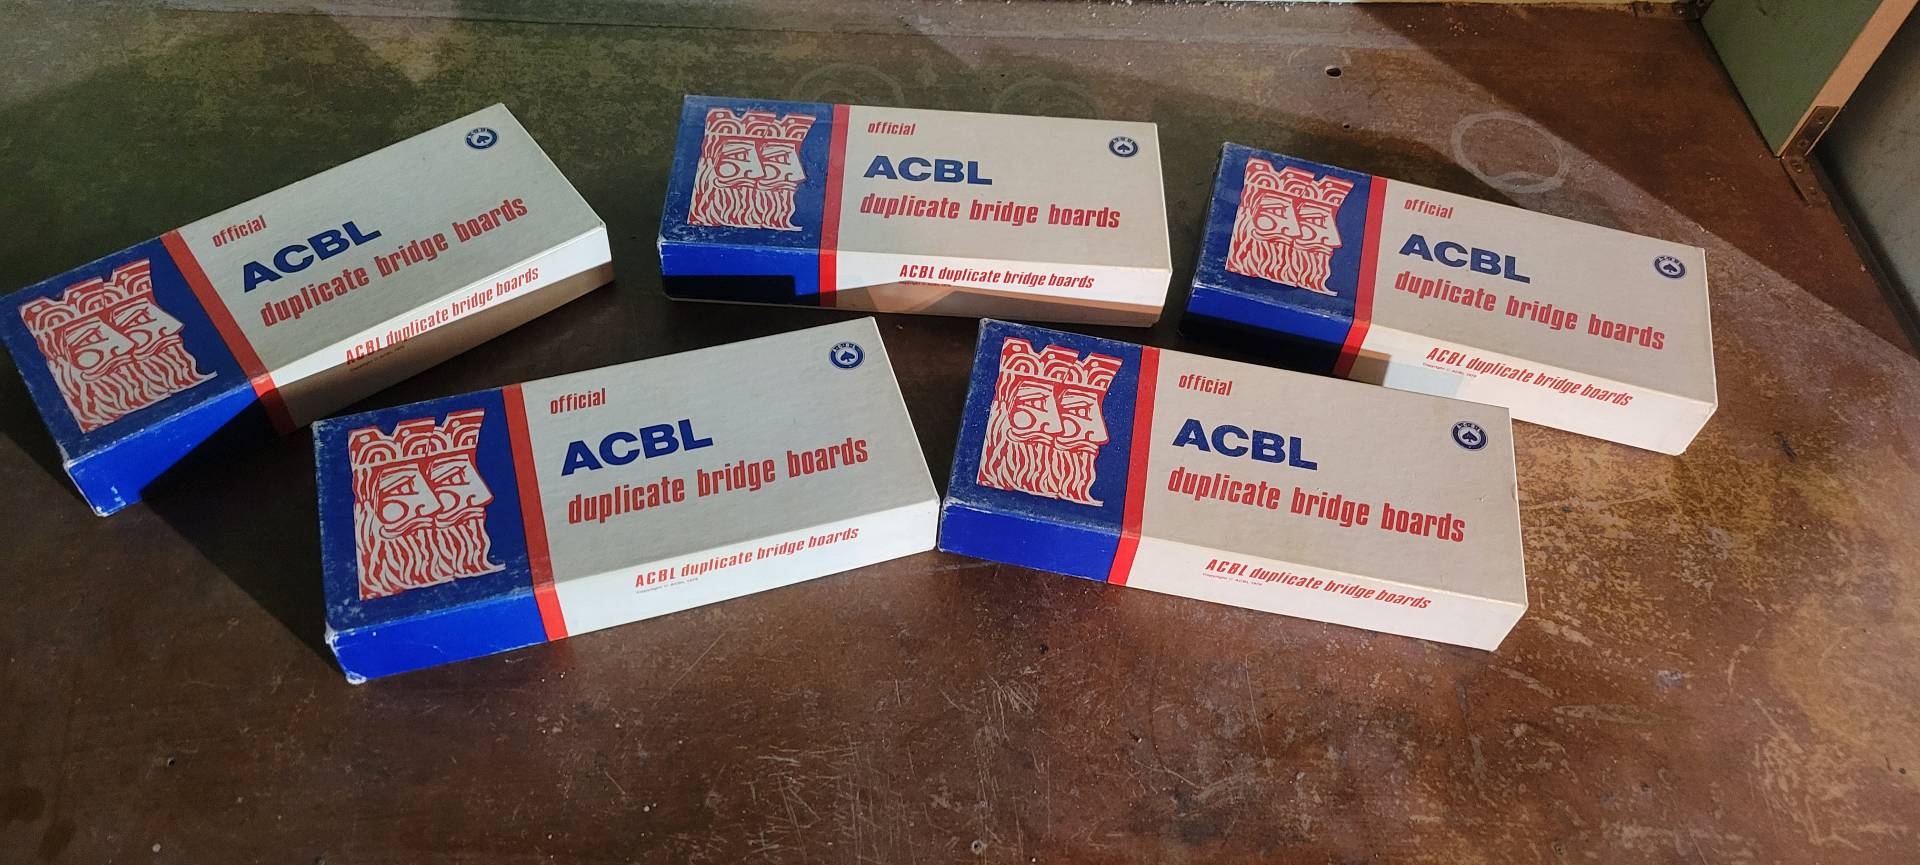 official
ACBL
duplicate bridge boards
ACBL duplicate bridge boards
official
ACBL
duplicate bridge boards
ACBL duplicate bridge boards
official
ACBL
duplicate bridge boards
ACBL duplicate bridge boards
official
ACBL
duplicate bridge boards
ACBL duplicate bridge boards
official
ACBL
duplicate bridge boards
ACBL duplicate bridge boards